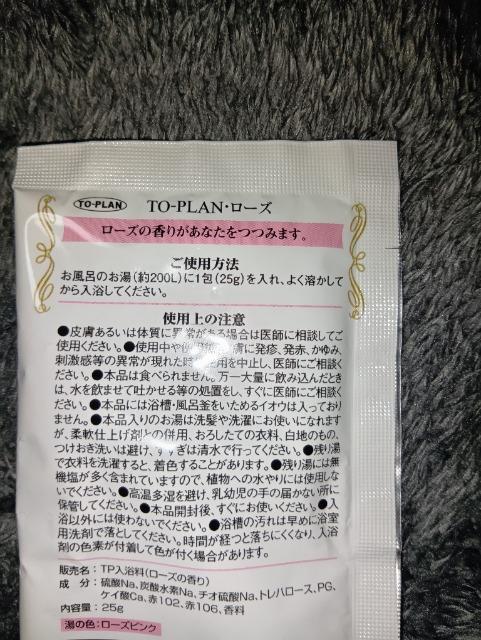 TO-PLAN
TO-PLAN・ローズ
ローズの香りがあなたをつつみます。
ご使用方法
お風呂のお湯(約200L)に1包(25g)を入れ、よく溶かして
から入浴してください。
使用上の注意
●皮膚あるいは体質に異常がある場合は医師に相談してご
使用ください。●使用中や使用後、皮膚に発疹、発赤、かゆみ、
刺激感等の異常が現れた時は使用を中止し、医師にご相談く
ださい。●本品は食べられません。万一大量に飲み込んだとき
は、水を飲ませて吐かせる等の処置をし、すぐに医師にご相談
ください。●本品には浴槽・風呂釜をいためるイオウは入っており
ません。●本品入りのお湯は洗髪や洗濯にお使いになれます
が、柔軟仕上げ剤との併用、おろしたての衣料、白地のもの、
つけおき洗いは避け、すすぎは清水で行ってください。●残り湯
で衣料を洗濯すると、着色することがあります。●残り湯には無
機塩が多く含まれていますので、植物への水やりには使用しな
いでください。●高温多湿を避け、乳幼児の手の届かない所に
保管してください。●本品開封後、すぐにお使いください。●入
浴以外には使わないでください。●浴槽の汚れは早めに浴室
用洗剤で落としてください。時間が経つと落ちにくくなり、入浴
剤の色素が付着して色が付く場合があります。
販売名：TP入浴料(ローズの香り)
成 分：硫酸Na、炭酸水素Na、チオ硫酸Na、トレハロース、PG、
ケイ酸Ca、赤102、赤106、香料
内容量：25g
湯の色：ローズピンク